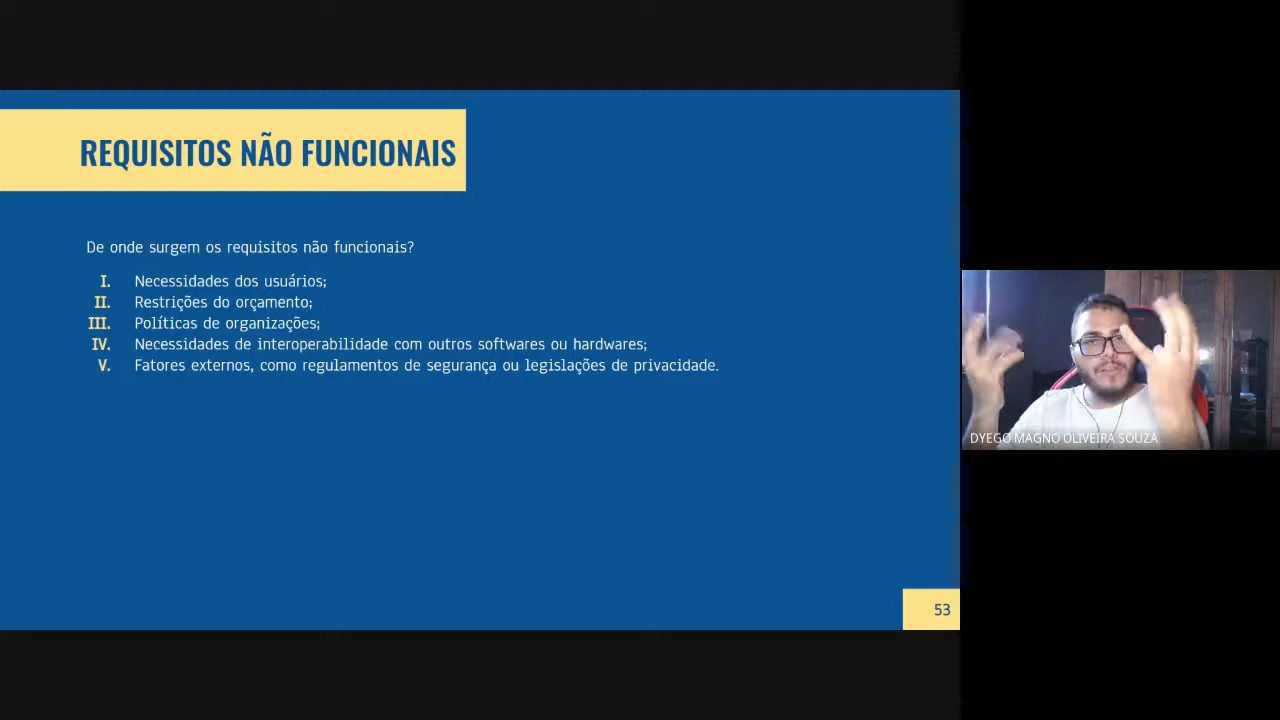 REQUISITOS NÃO FUNCIONAIS
De onde surgem os requisitos não funcionais?
I. Necessidades dos usuários;
II. Restrições do orçamento;
III. Políticas de organizações;
IV. Necessidades de interoperabilidade com outros softwares ou hardwares;
V. Fatores externos, como regulamentos de segurança ou legislações de privacidade.
53
DYEGO MAGNO OLIVEIRA SOUZA